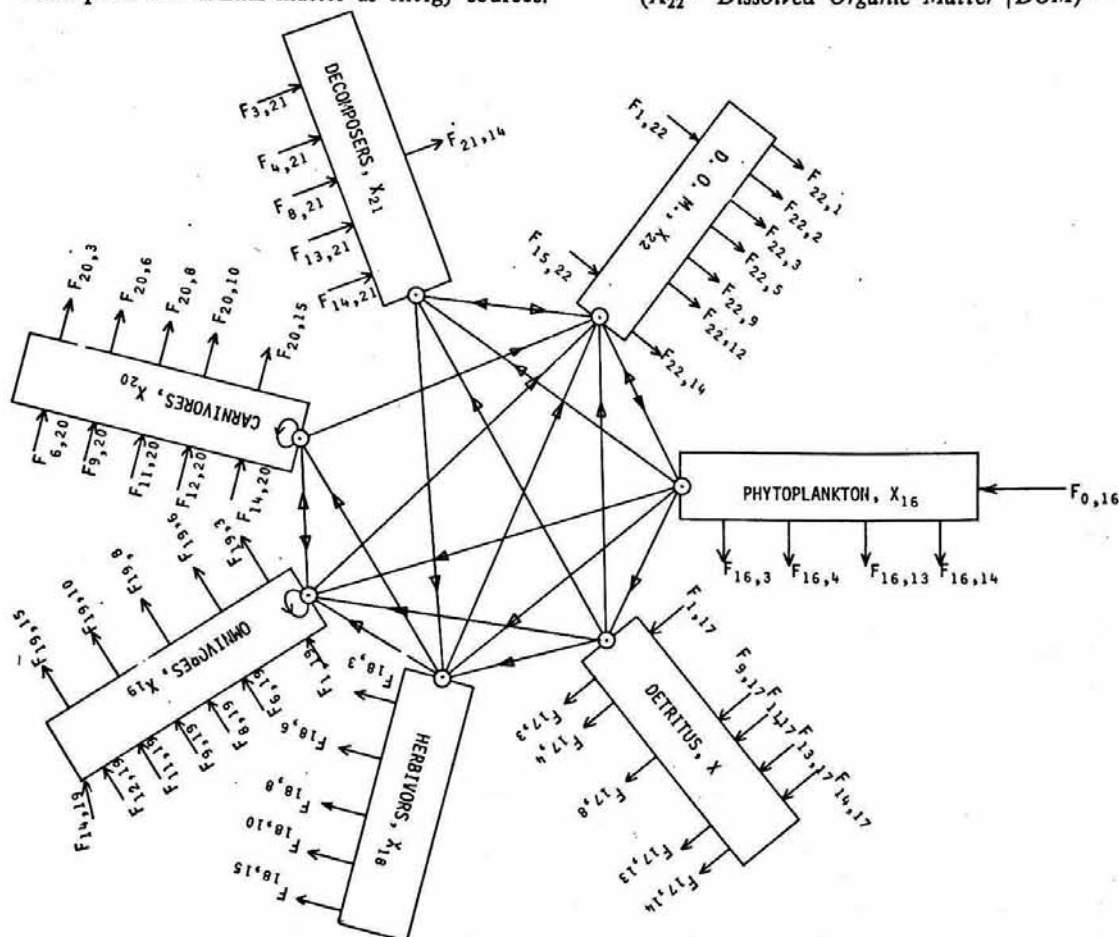 (X₂₂ - Dissolved Organic Matter [DOM)
DECOMPOSERS, X₂₁
F₃,₂₁
F₄,₂₁
F₈,₂₁
F₁₃,₂₁
F₁₄,₂₁
F₂₁,₁₄
D. O. M., X₂₂
F₁,₂₂
F₁₅,₂₂
F₂₂,₁
F₂₂,₂
F₂₂,₃
F₂₂,₅
F₂₂,₉
F₂₂,₁₂
F₂₂,₁₄
CARNIVORES, X₂₀
F₂₀,₃
F₂₀,₆
F₂₀,₈
F₂₀,₁₀
F₂₀,₁₅
F₆,₂₀
F₉,₂₀
F₁₁,₂₀
F₁₂,₂₀
F₁₄,₂₀
PHYTOPLANKTON, X₁₆
F₀,₁₆
F₁₆,₃
F₁₆,₄
F₁₆,₁₃
F₁₆,₁₄
OMNIVORES, X₁₉
F₁₉,₃
F₁₉,₆
F₁₉,₈
F₁₉,₁₀
F₁₉,₁₅
F₁,₁₉
F₆,₁₉
F₈,₁₉
F₉,₁₉
F₁₁,₁₉
F₁₂,₁₉
F₁₄,₁₉
HERBIVORS, X₁₈
F₁₈,₃
F₁₈,₆
F₁₈,₈
F₁₈,₁₀
F₁₈,₁₅
DETRITUS, X
F₁,₁₇
F₉,₁₇
F₁₁,₁₇
F₁₃,₁₇
F₁₄,₁₇
F₁₇,₃
F₁₇,₄
F₁₇,₈
F₁₇,₁₃
F₁₇,₁₄